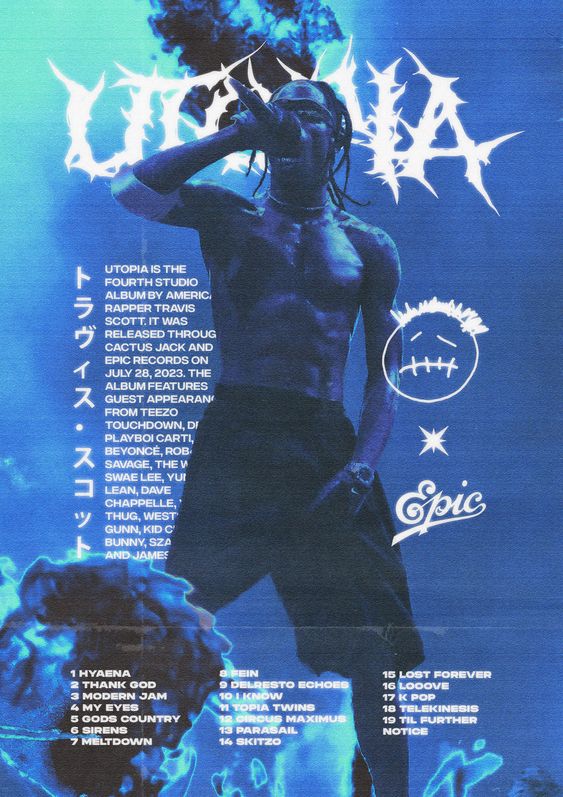 UTOPIA
トラヴィス・スコット
UTOPIA IS THE
FOURTH STUDIO
ALBUM BY AMERICA
RAPPER TRAVIS
SCOTT. IT WAS
RELEASED THROUG
CACTUS JACK AND
EPIC RECORDS ON
JULY 28, 2023. THE
ALBUM FEATURES
GUEST APPEARAN
FROM TEEZO
TOUCHDOWN,
PLAYBOI CARTI,
BEYONCÉ, ROB
SAVAGE, THE W
SWAE LEE, YUN
LEAN, DAVE
CHAPPELLE,
THUG, WEST
GUNN, KID C
BUNNY, SZA
AND JAMES
Epic
1 HYAENA
2 THANK GOD
3 MODERN JAM
4 MY EYES
5 GODS COUNTRY
6 SIRENS
7 MELTDOWN
8 FEIN
9 DELRESTO ECHOES
10 I KNOW
11 TOPIA TWINS
12 CIRCUS MAXIMUS
13 PARASAIL
14 SKITZO
15 LOST FOREVER
16 LOOOVE
17 K POP
18 TELEKINESIS
19 TIL FURTHER
NOTICE